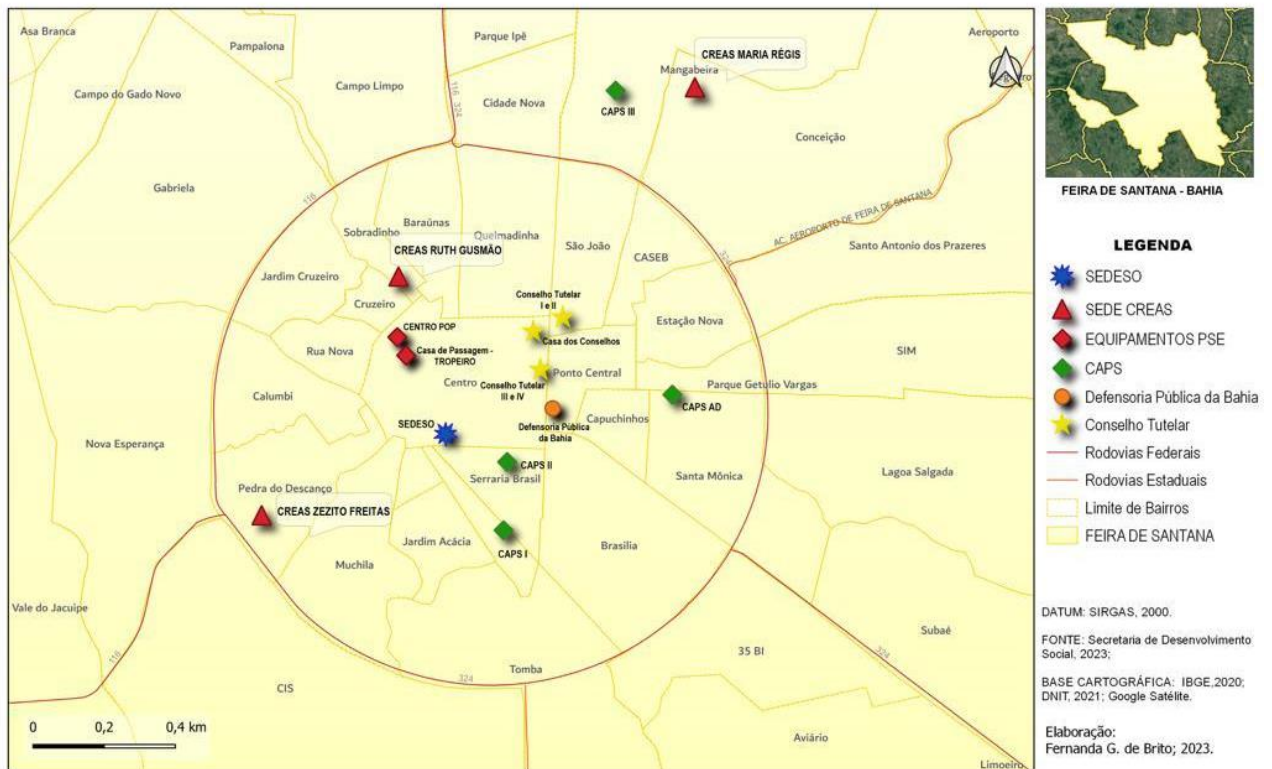 Asa Branca
Pampalona
Parque Ipê
CREAS MARIA RÉGIS
Aeroporto
Mangabeira
Campo do Gado Novo
Campo Limpo
116
324
Cidade Nova
CAPS III
Conceição
Gabriela
116
AC. AEROPORTO DE FEIRA DE SANTANA
Baraúnas
Sobradinho
Queimadinha
CREAS RUTH GUSMÃO
São João
CASEB
324
Santo Antonio dos Prazeres
Jardim Cruzeiro
Cruzeiro
Conselho Tutelar
I e II
Estação Nova
CENTRO POP
Casa dos Conselhos
Rua Nova
Casa de Passagem -
TROPEIRO
SIM
Centro
Conselho Tutelar
III e IV
Ponto Central
Parque Getulio Vargas
Calumbi
CAPS AD
SEDESO
Defensoria Pública
da Bahia
Capuchinhos
Nova Esperança
CAPS II
Serraria Brasil
Santa Mônica
Lagoa Salgada
Pedra do Descanço
CREAS ZEZITO FREITAS
Jardim Acácia
CAPS I
Brasilia
Muchila
Vale do Jacuipe
116
Subaé
35 BI
324
Tomba
324
CIS
0 0,2 0,4 km
Aviário
Limoeiro
FEIRA DE SANTANA - BAHIA
LEGENDA
SEDESO
SEDE CREAS
EQUIPAMENTOS PSE
CAPS
Defensoria Pública da Bahia
Conselho Tutelar
Rodovias Federais
Rodovias Estaduais
Limite de Bairros
FEIRA DE SANTANA
DATUM: SIRGAS, 2000.
FONTE: Secretaria de Desenvolvimento
Social, 2023;
BASE CARTOGRÁFICA: IBGE,2020;
DNIT, 2021; Google Satélite.
Elaboração:
Fernanda G. de Brito; 2023.